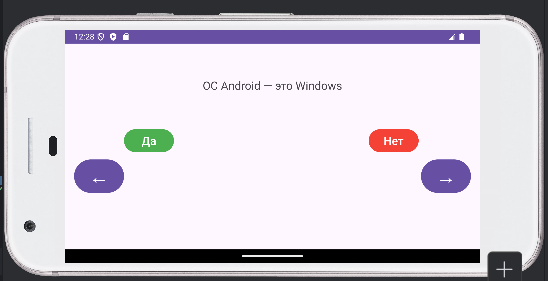 12:28
ОС Android — это Windows
Да
Нет
← →